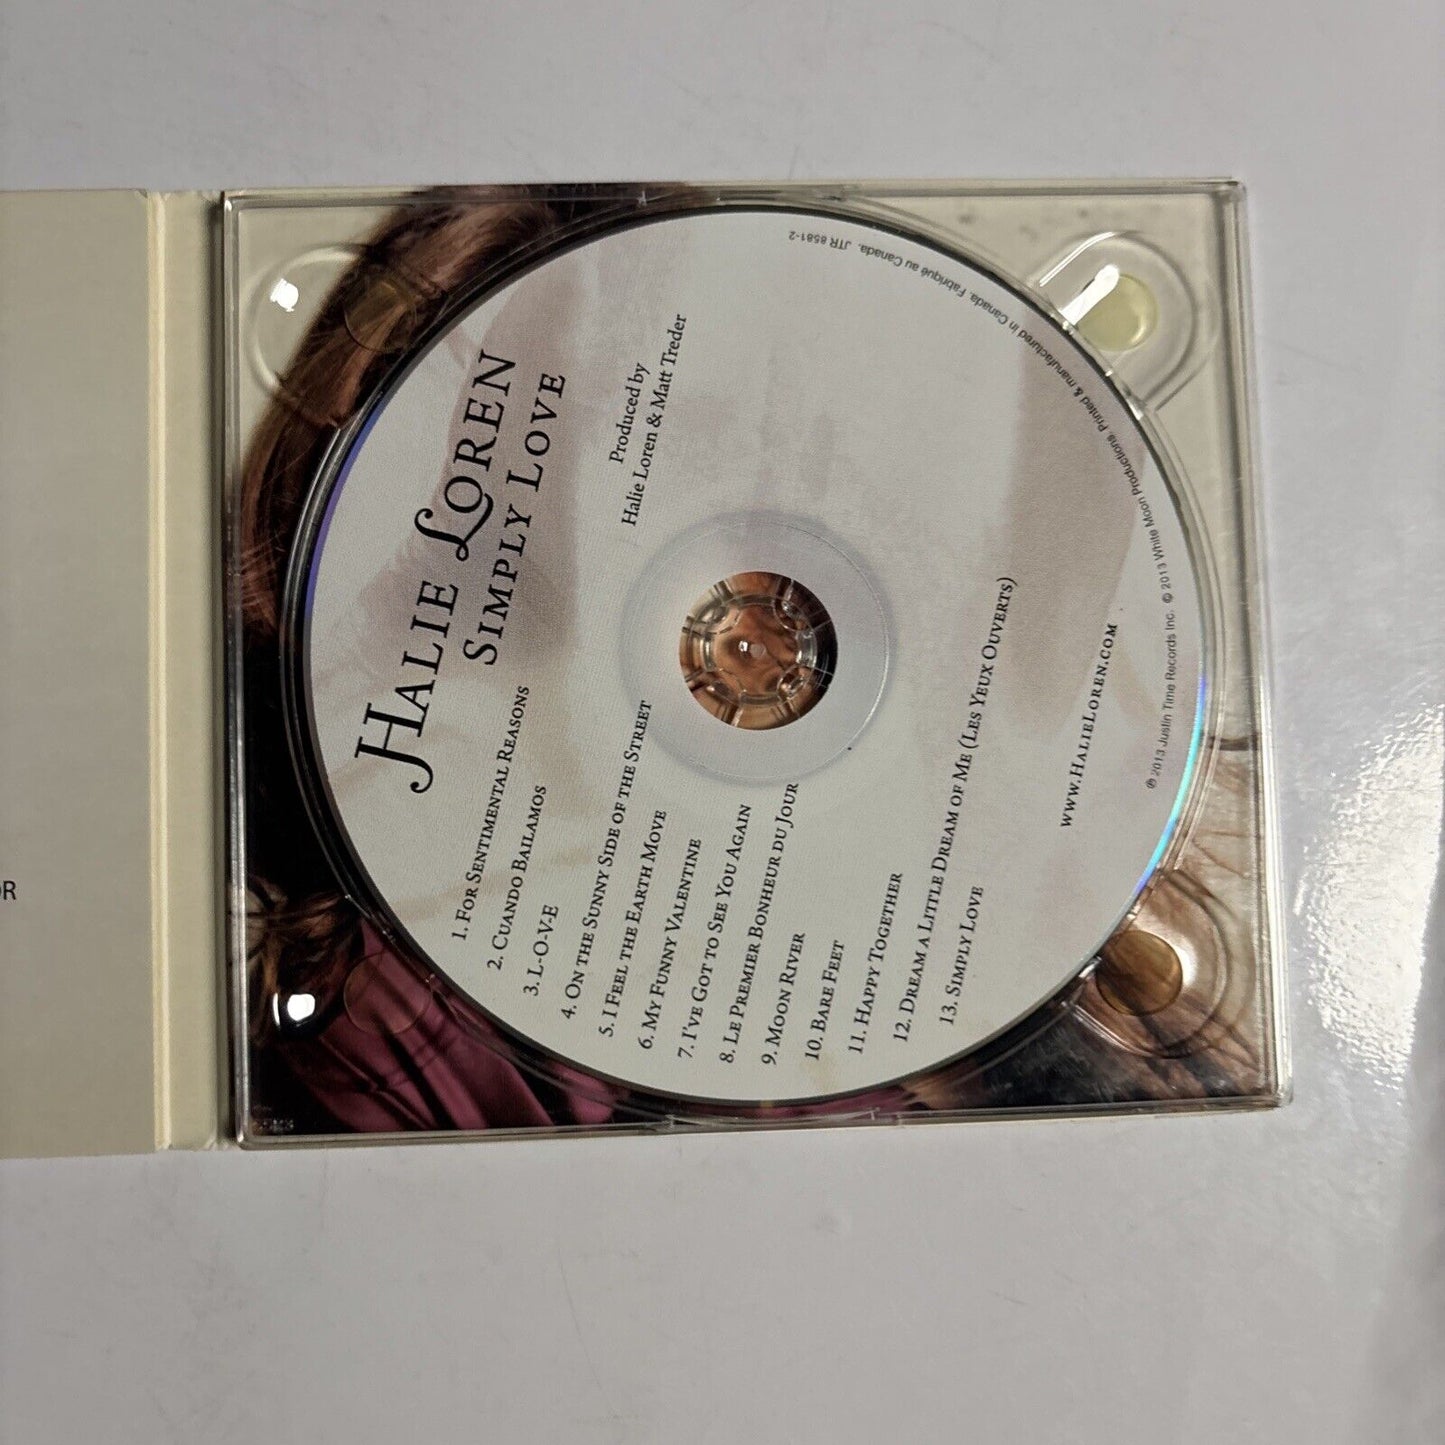 HALIE LOREN
SIMPLY LOVE
Produced by
Halie Loren & Matt Treder
1. FOR SENTIMENTAL REASONS
2. CUANDO BAILAMOS
3. L-O-V-E
4. ON THE SUNNY SIDE OF THE STREET
5. I FEEL THE EARTH MOVE
6. MY FUNNY VALENTINE
7. I'VE GOT TO SEE YOU AGAIN
8. LE PREMIER BONHEUR DU JOUR
9. MOON RIVER
10. BARE FEET
11. HAPPY TOGETHER
12. DREAM A LITTLE DREAM OF ME (LES YEUX OUVERTS)
13. SIMPLY LOVE
WWW.HALIELOREN.COM
℗ 2013 Justin Time Records Inc. © 2013 White Moon Productions. Printed & manufactured in Canada. Fabriqué au Canada. JTR 8581-2
OR